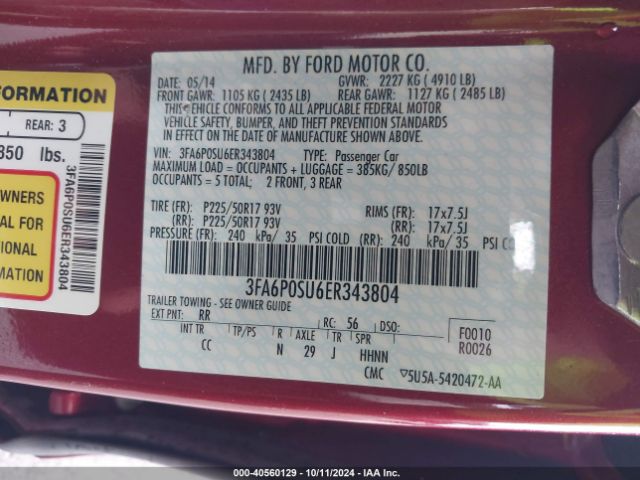 MFD. BY FORD MOTOR CO.
DATE: 05/14 GVWR: 2227 KG ( 4910 LB)
FRONT GAWR: 1105 KG ( 2435 LB) REAR GAWR: 1127 KG ( 2485 LB)
THIS VEHICLE CONFORMS TO ALL APPLICABLE FEDERAL MOTOR
VEHICLE SAFETY, BUMPER, AND THEFT PREVENTION STANDARDS
IN EFFECT ON THE DATE OF MANUFACTURE SHOWN ABOVE.
VIN: 3FA6P0SU6ER343804 TYPE: Passenger Car
MAXIMUM LOAD = OCCUPANTS + LUGGAGE = 385KG/ 850LB
OCCUPANTS = 5 TOTAL; 2 FRONT, 3 REAR
TIRE (FR): P225/50R17 93V RIMS (FR): 17x7.5J
(RR): P225/50R17 93V (RR): 17x7.5J
PRESSURE (FR): 240 kPa/ 35 PSI COLD (RR): 240 kPa/ 35 PSI CO
3FA6P0SU6ER343804
TRAILER TOWING - SEE OWNER GUIDE
EXT PNT: RR RC: 56 DSO:
INT TR TP/PS R AXLE TR SPR
CC N 29 J HHNN
F0010
R0026
CMC ▽5U5A-5420472-AA
FORMATION
REAR: 3
850 lbs.
WNERS
AL FOR
IONAL
RMATION
3FA6P0SU6ER343804
000-40560129 - 10/11/2024 - IAA Inc.